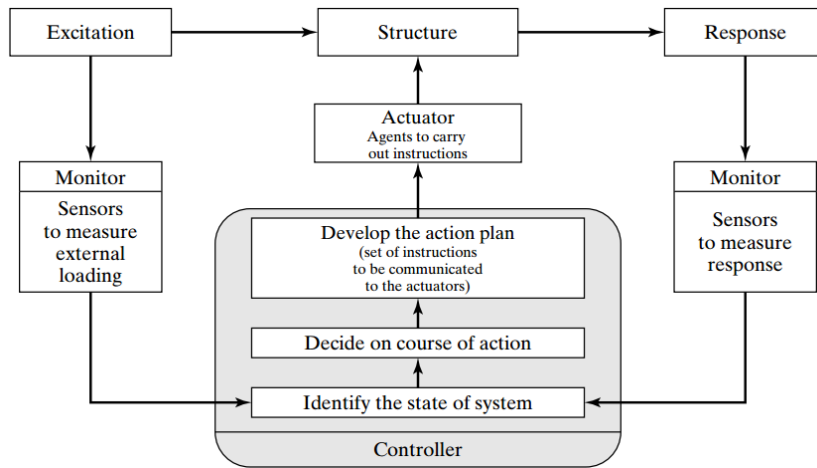 Excitation
Structure
Response
Actuator
Agents to carry
out instructions
Monitor
Sensors
to measure
external
loading
Monitor
Sensors
to measure
response
Develop the action plan
(set of instructions
to be communicated
to the actuators)
Decide on course of action
Identify the state of system
Controller